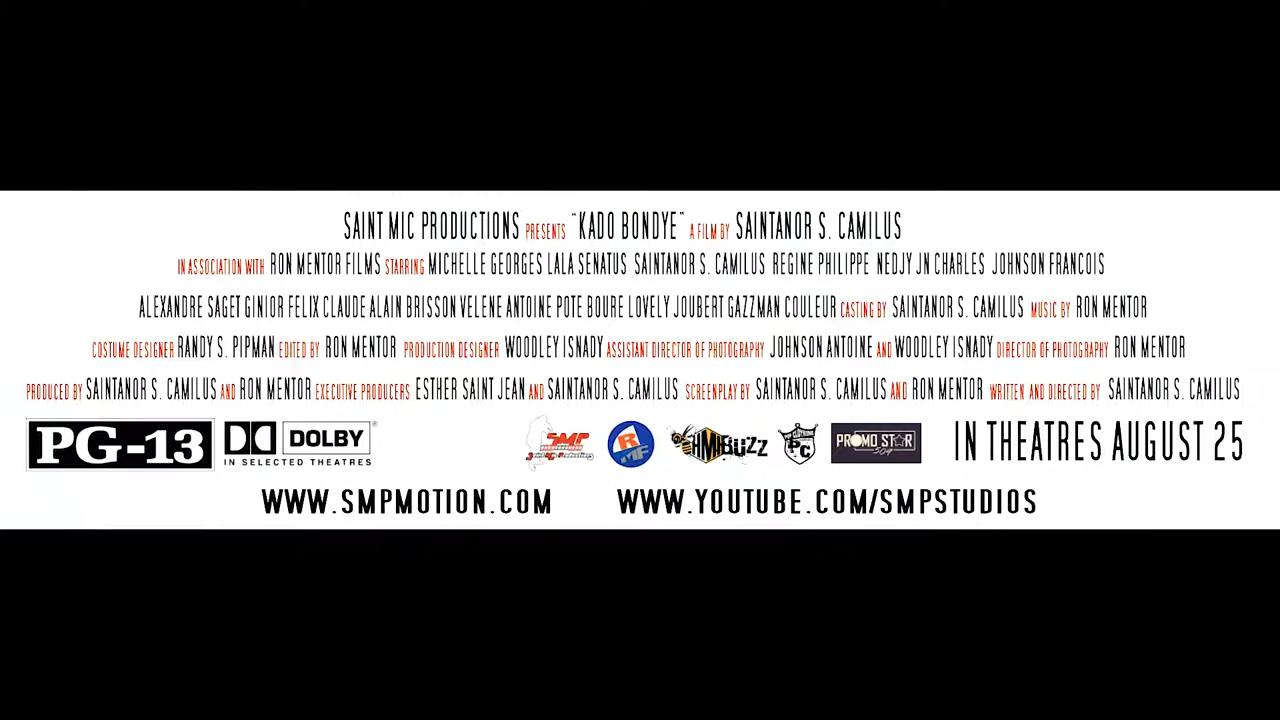 SAINT MIC PRODUCTIONS PRESENTS "KADO BONDYE" A FILM BY SAINTANOR S. CAMILUS
IN ASSOCIATION WITH RON MENTOR FILMS STARRING MICHELLE GEORGES LALA SENATUS SAINTANOR S. CAMILUS REGINE PHILIPPE NEDJY JN CHARLES JOHNSON FRANCOIS
ALEXANDRE SAGET GINIOR FELIX CLAUDE ALAIN BRISSON VELENE ANTOINE POTE BOURE LOVELY JOUBERT GAZZMAN COULEUR CASTING BY SAINTANOR S. CAMILUS MUSIC BY RON MENTOR
COSTUME DESIGNER RANDY S. PIPMAN EDITED BY RON MENTOR PRODUCTION DESIGNER WOODLEY ISNADY ASSISTANT DIRECTOR OF PHOTOGRAPHY JOHNSON ANTOINE AND WOODLEY ISNADY DIRECTOR OF PHOTOGRAPHY RON MENTOR
PRODUCED BY SAINTANOR S. CAMILUS AND RON MENTOR EXECUTIVE PRODUCERS ESTHER SAINT JEAN AND SAINTANOR S. CAMILUS SCREENPLAY BY SAINTANOR S. CAMILUS AND RON MENTOR WRITTEN AND DIRECTED BY SAINTANOR S. CAMILUS
PG-13 DOLBY SMP R MF HMIBUZZ PC PROMO STAR IN THEATRES AUGUST 25
IN SELECTED THEATRES 509
WWW.SMPMOTION.COM WWW.YOUTUBE.COM/SMPSTUDIOS